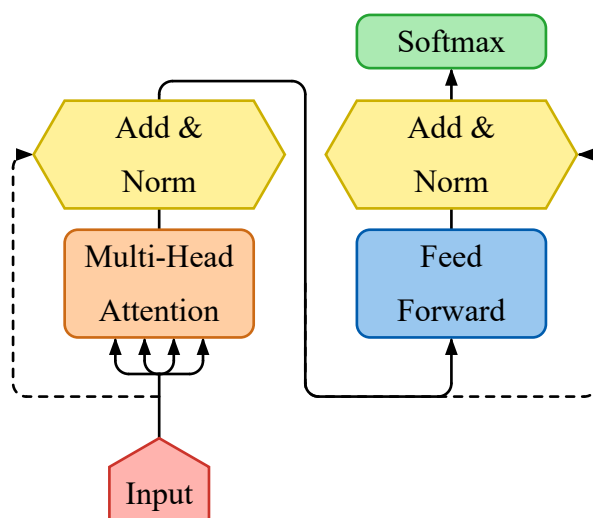 Softmax
Add &
Norm
Add &
Norm
Multi-Head
Attention
Feed
Forward
Input